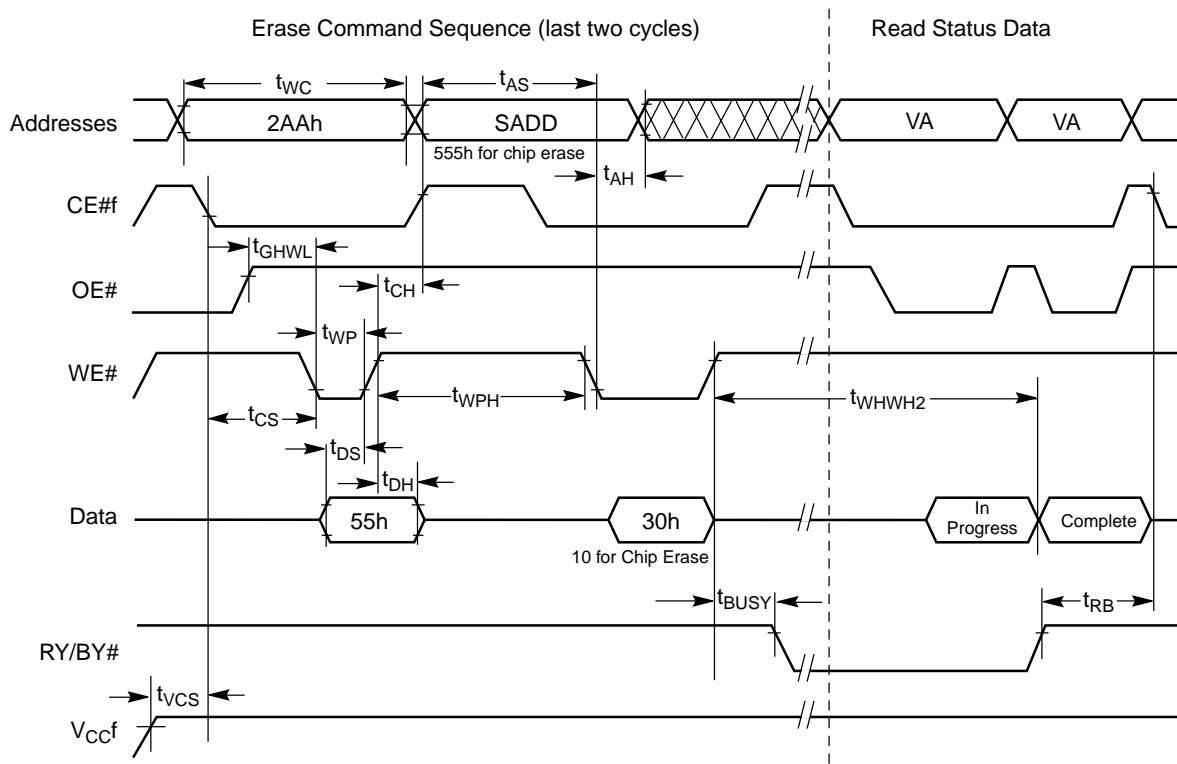 Erase Command Sequence (last two cycles)
Read Status Data
tWC
tAS
Addresses
2AAh
SADD
VA
VA
555h for chip erase
tAH
CE#f
tGHWL
OE#
tCH
tWP
WE#
tWPH
tWHWH2
tCS
tDS
tDH
Data
55h
30h
In
Progress
Complete
10 for Chip Erase
tBUSY
tRB
RY/BY#
tVCS
VCCf